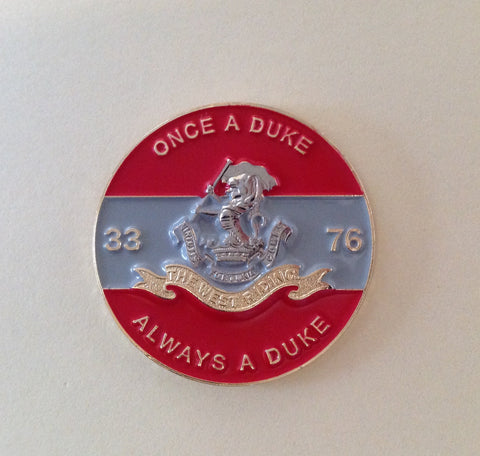 ONCE A DUKE
33
76
THE WEST RIDING
ALWAYS A DUKE